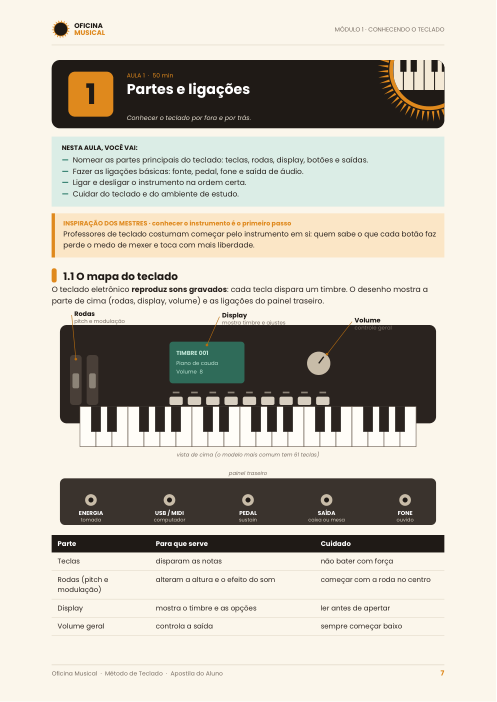 OFICINA
MUSICAL
MÓDULO 1 · CONHECENDO O TECLADO
1
AULA 1 · 50 min
Partes e ligações
Conhecer o teclado por fora e por trás.
NESTA AULA, VOCÊ VAI:
— Nomear as partes principais do teclado: teclas, rodas, display, botões e saídas.
— Fazer as ligações básicas: fonte, pedal, fone e saída de áudio.
— Ligar e desligar o instrumento na ordem certa.
— Cuidar do teclado e do ambiente de estudo.
INSPIRAÇÃO DOS MESTRES · conhecer o instrumento é o primeiro passo
Professores de teclado costumam começar pelo instrumento em si: quem sabe o que cada botão faz
perde o medo de mexer e toca com mais liberdade.
1.1 O mapa do teclado
O teclado eletrônico reproduz sons gravados: cada tecla dispara um timbre. O desenho mostra a
parte de cima (rodas, display, volume) e as ligações do painel traseiro.
Rodas
pitch e modulação
Display
mostra timbre e ajustes
Volume
controle geral
TIMBRE 001
Piano de cauda
Volume 8
vista de cima (o modelo mais comum tem 61 teclas)
painel traseiro
ENERGIA
tomada
USB / MIDI
computador
PEDAL
sustain
SAÍDA
caixa ou mesa
FONE
ouvido
Parte Para que serve Cuidado
Teclas disparam as notas não bater com força
Rodas (pitch e modulação) alteram a altura e o efeito do som começar com a roda no centro
Display mostra o timbre e as opções ler antes de apertar
Volume geral controla a saída sempre começar baixo
Oficina Musical · Método de Teclado · Apostila do Aluno
7